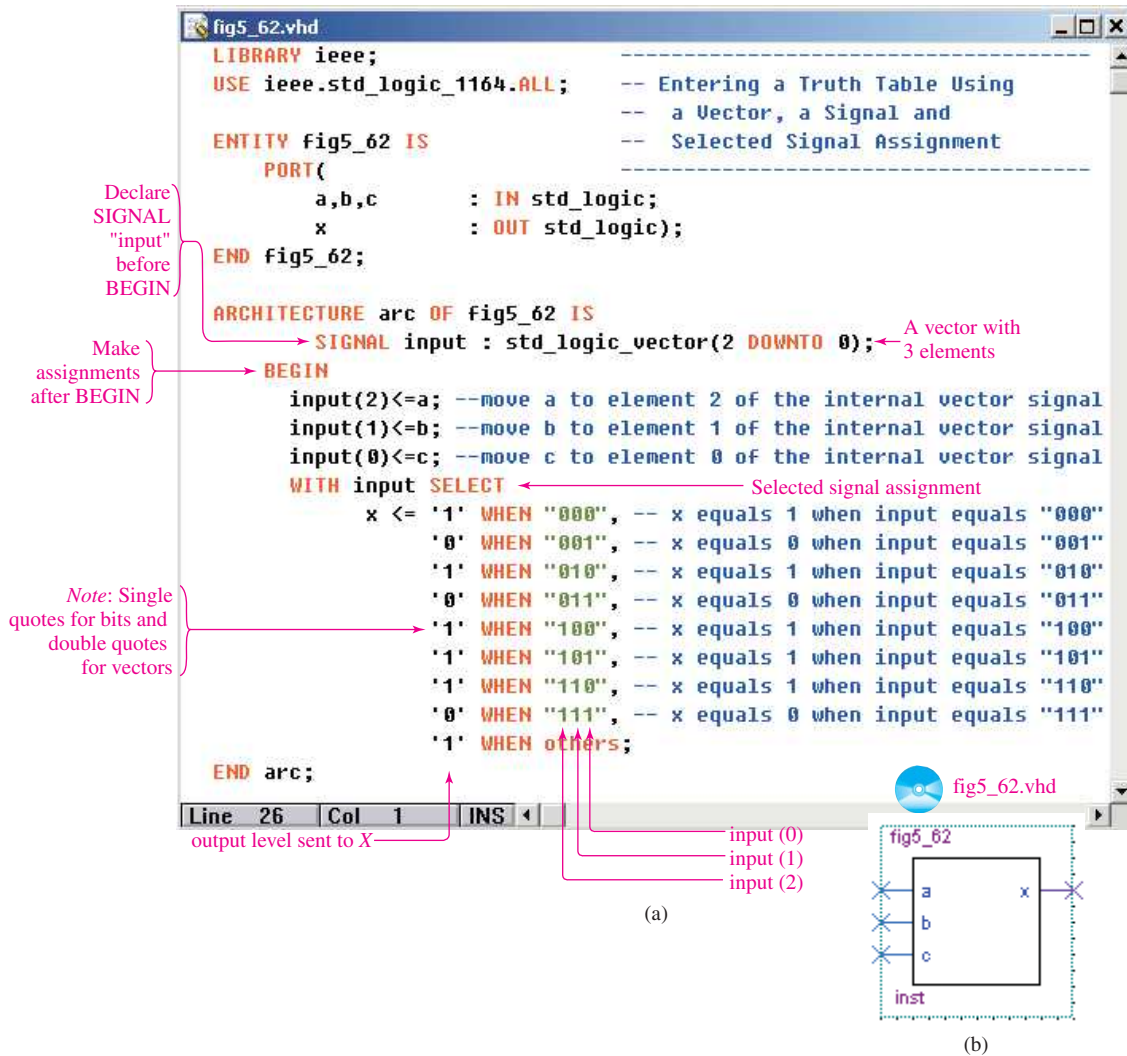 fig5_62.vhd
LIBRARY ieee; ------------------------------------
USE ieee.std_logic_1164.ALL; -- Entering a Truth Table Using
-- a Vector, a Signal and
ENTITY fig5_62 IS -- Selected Signal Assignment
PORT( ------------------------------------
a,b,c : IN std_logic;
x : OUT std_logic);
END fig5_62;
ARCHITECTURE arc OF fig5_62 IS
SIGNAL input : std_logic_vector(2 DOWNTO 0);
BEGIN
input(2)<=a; --move a to element 2 of the internal vector signal
input(1)<=b; --move b to element 1 of the internal vector signal
input(0)<=c; --move c to element 0 of the internal vector signal
WITH input SELECT
x <= '1' WHEN "000", -- x equals 1 when input equals "000"
'0' WHEN "001", -- x equals 0 when input equals "001"
'1' WHEN "010", -- x equals 1 when input equals "010"
'0' WHEN "011", -- x equals 0 when input equals "011"
'1' WHEN "100", -- x equals 1 when input equals "100"
'1' WHEN "101", -- x equals 1 when input equals "101"
'1' WHEN "110", -- x equals 1 when input equals "110"
'0' WHEN "111", -- x equals 0 when input equals "111"
'1' WHEN others;
END arc;
Line 26 Col 1 INS
Declare
SIGNAL
"input"
before
BEGIN
Make
assignments
after BEGIN
A vector with
3 elements
Selected signal assignment
Note: Single
quotes for bits and
double quotes
for vectors
output level sent to X
input (0)
input (1)
input (2)
(a)
fig5_62.vhd
fig5_62
a x
b
c
inst
(b)